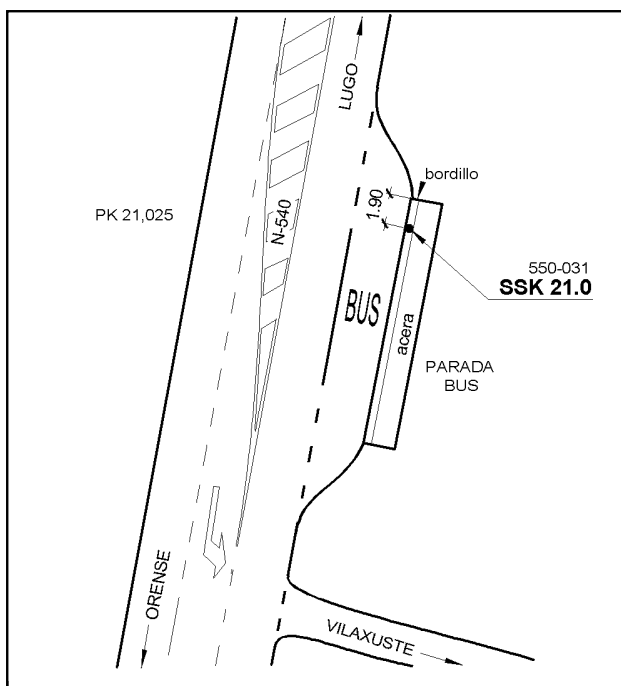 LUGO
bordillo
1.90
PK 21,025
N-540
550-031
SSK 21.0
BUS
acera
PARADA
BUS
ORENSE
VILAXUSTE